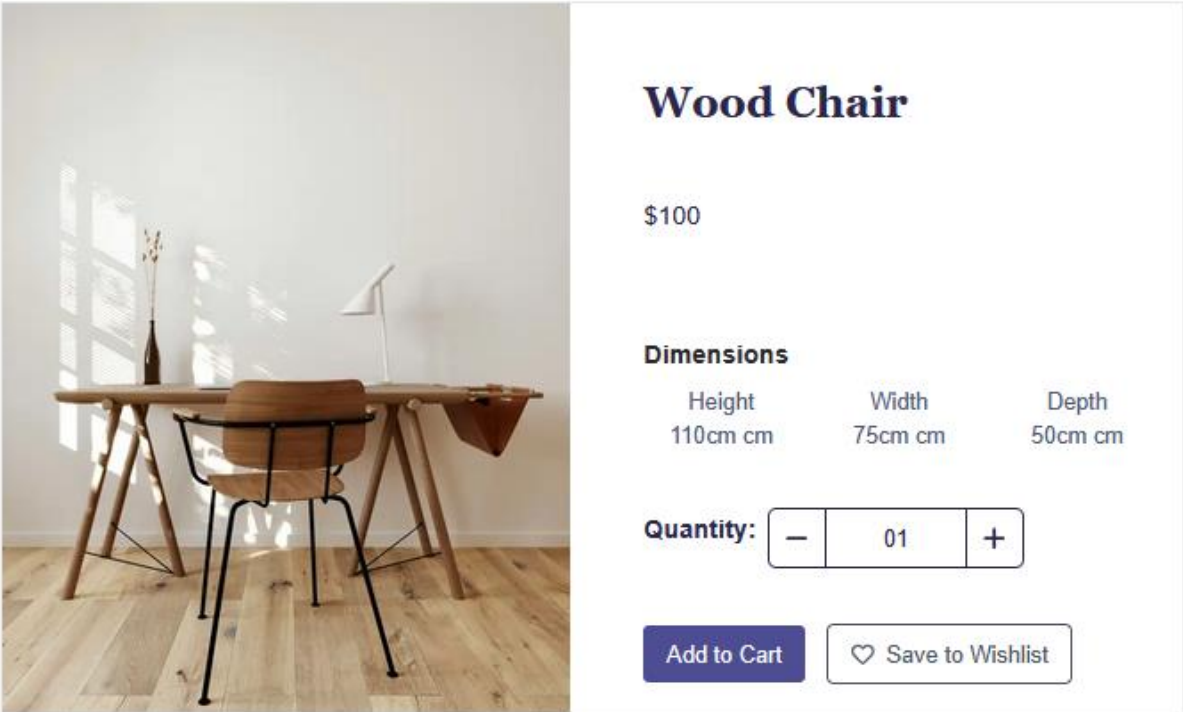 Wood Chair
$100
Dimensions
Height Width Depth
110cm cm 75cm cm 50cm cm
Quantity: − 01 +
Add to Cart Save to Wishlist